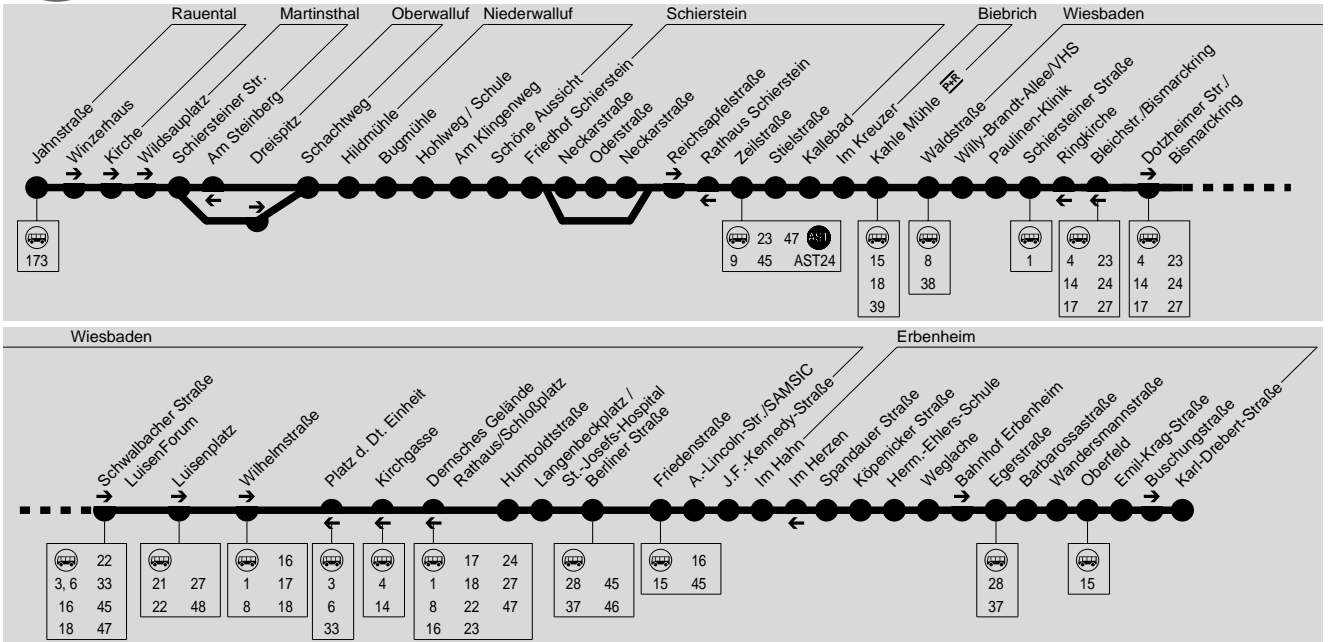 Rauental
Martinsthal
Oberwalluf
Niederwalluf
Schierstein
Biebrich
Wiesbaden
Jahnstraße
Winzerhaus
Kirche
Wildsauplatz
Schiersteiner Str.
Am Steinberg
Dreispitz
Schachtweg
Hildmühle
Bugmühle
Hohlweg / Schule
Am Klingenweg
Schöne Aussicht
Friedhof Schierstein
Neckarstraße
Oderstraße
Neckarstraße
Reichsapfelstraße
Rathaus Schierstein
Zeilstraße
Stielstraße
Kallebad
Im Kreuzer
Kahle Mühle P+R
Waldstraße
Willy-Brandt-Allee/VHS
Paulinen-Klinik
Schiersteiner Straße
Ringkirche
Bleichstr./Bismarckring
Dotzheimer Str./
Bismarckring
173
23 47 AST
9 45 AST24
15
18
39
8
38
1
4 23
14 24
17 27
4 23
14 24
17 27
Wiesbaden
Erbenheim
Schwalbacher Straße
LuisenForum
Luisenplatz
Wilhelmstraße
Platz d. Dt. Einheit
Kirchgasse
Dernsches Gelände
Rathaus/Schloßplatz
Humboldtstraße
Langenbeckplatz /
St.-Josefs-Hospital
Berliner Straße
Friedenstraße
A.-Lincoln-Str./SAMSIC
J.F.-Kennedy-Straße
Im Hahn
Im Herzen
Spandauer Straße
Köpenicker Straße
Herm.-Ehlers-Schule
Weglache
Bahnhof Erbenheim
Egerstraße
Barbarossastraße
Wandersmannstraße
Oberfeld
Emil-Krag-Straße
Buschungstraße
Karl-Drebert-Straße
22
3, 6 33
16 45
18 47
21 27
22 48
16
1 17
8 18
3
6
33
4
14
17 24
1 18 27
8 22 47
16 23
28 45
37 46
16
15 45
28
37
15